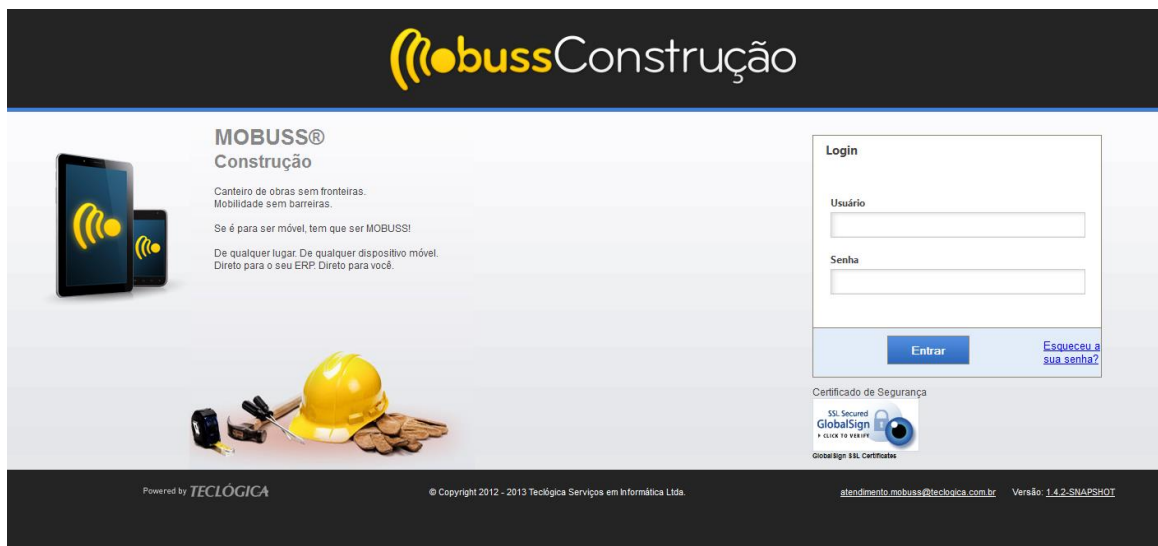 mobussConstrução
MOBUSS®
Construção
Canteiro de obras sem fronteiras.
Mobilidade sem barreiras.
Se é para ser móvel, tem que ser MOBUSS!
De qualquer lugar. De qualquer dispositivo móvel.
Direto para o seu ERP. Direto para você.
Login
Usuário
Senha
Entrar
Esqueceu a
sua senha?
Certificado de Segurança
SSL Secured
GlobalSign
CLICK TO VERIFY
GlobalSign SSL Certificates
Powered by TECLÓGICA
© Copyright 2012 - 2013 Teclógica Serviços em Informática Ltda.
atendimento.mobuss@teclogica.com.br
Versão: 1.4.2-SNAPSHOT